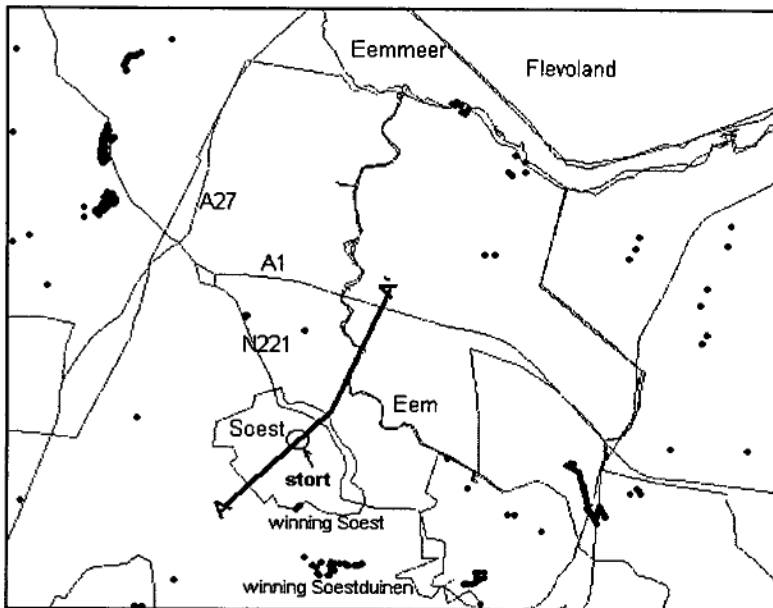 Eemmeer
Flevoland
A27
A1
A'
N221
Eem
Soest
stort
A
winning Soest
winning Soestduinen